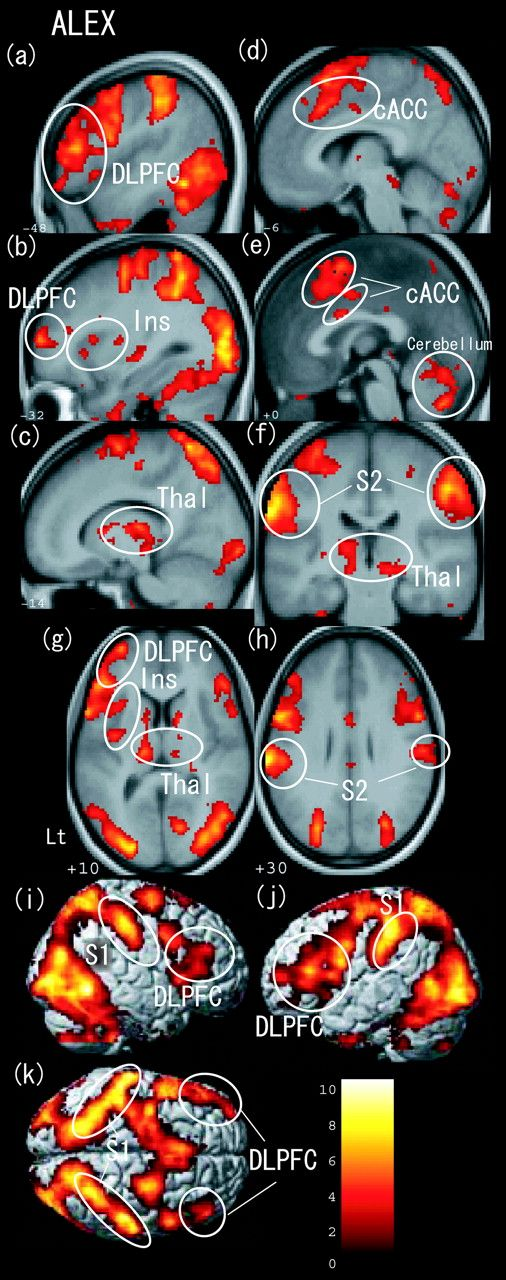 ALEX
(a)
DLPFC
-48
(d)
cACC
-6
(b)
DLPFC
Ins
-32
(e)
cACC
Cerebellum
+0
(c)
Thal
-14
(f)
S2
Thal
(g)
DLPFC
Ins
Thal
Lt
+10
(h)
S2
+30
(i)
S1
DLPFC
(j)
S1
DLPFC
(k)
S1
DLPFC
10
8
6
4
2
0